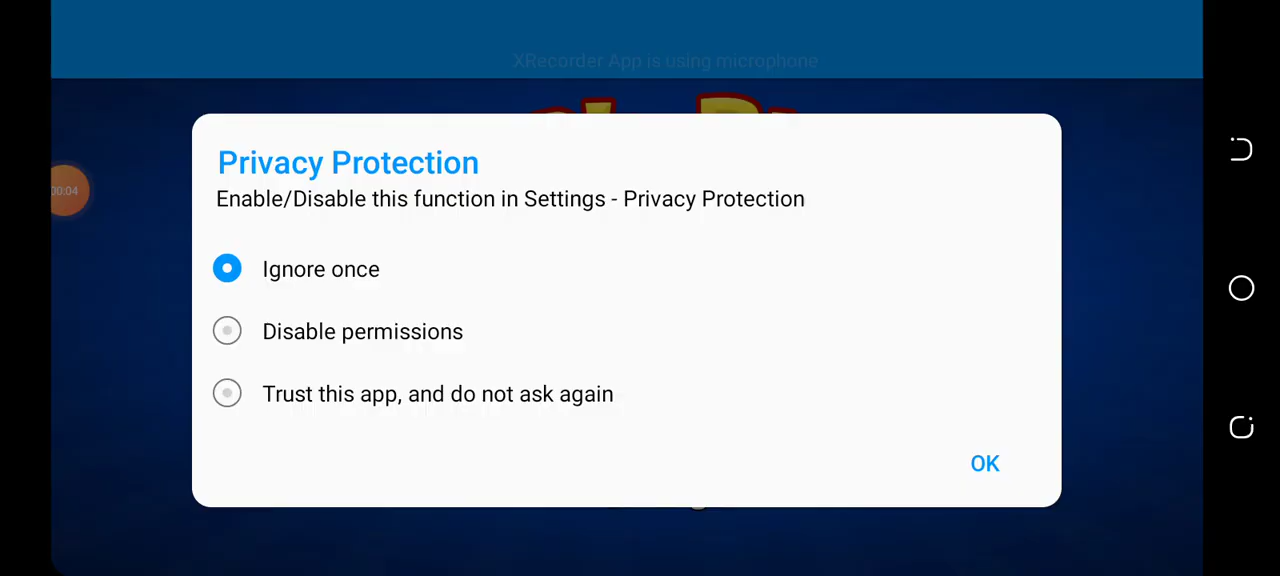 XRecorder App is using microphone
Privacy Protection
Enable/Disable this function in Settings - Privacy Protection
00:04
Ignore once
Disable permissions
Trust this app, and do not ask again
OK